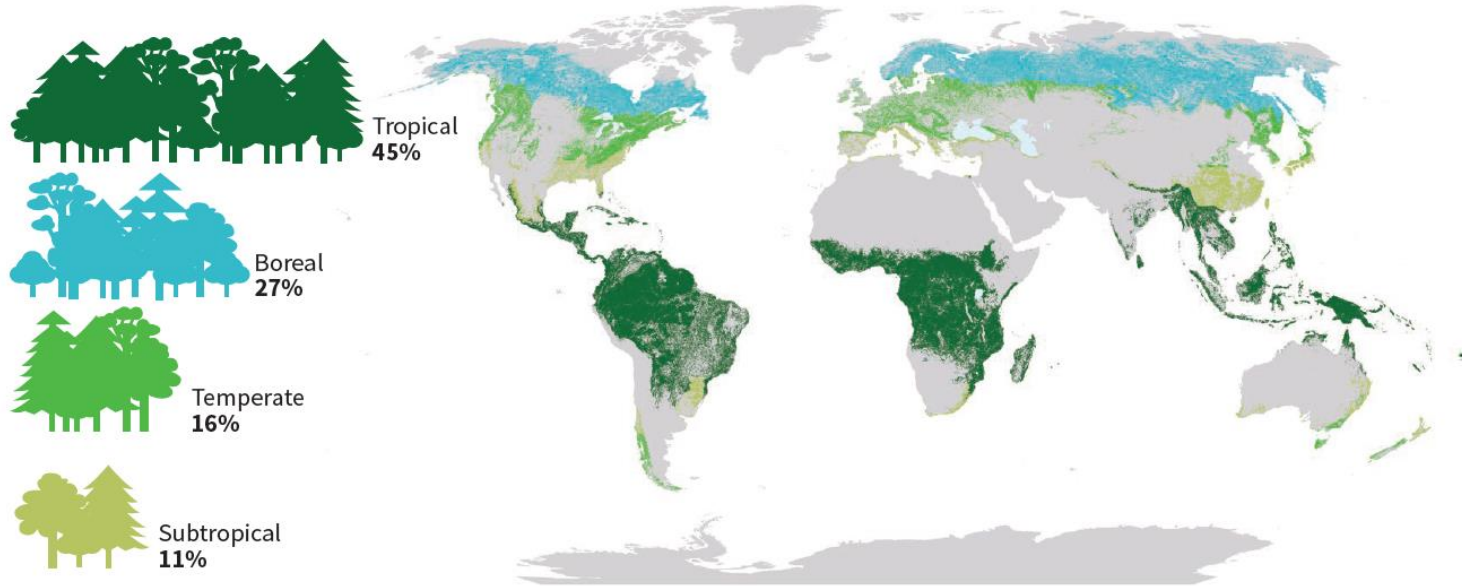 Tropical
45%
Boreal
27%
Temperate
16%
Subtropical
11%